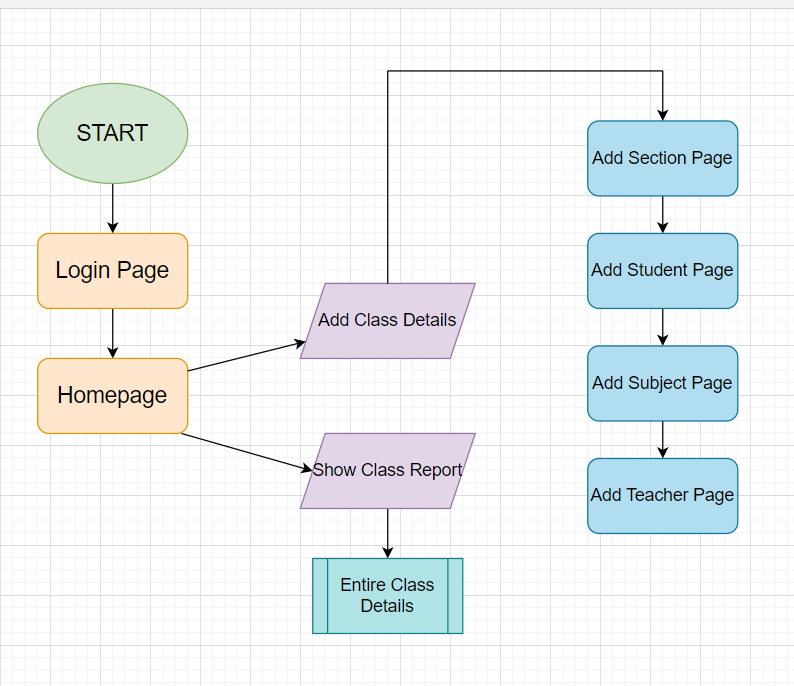 START
Login Page
Homepage
Add Class Details
Show Class Report
Entire Class
Details
Add Section Page
Add Student Page
Add Subject Page
Add Teacher Page